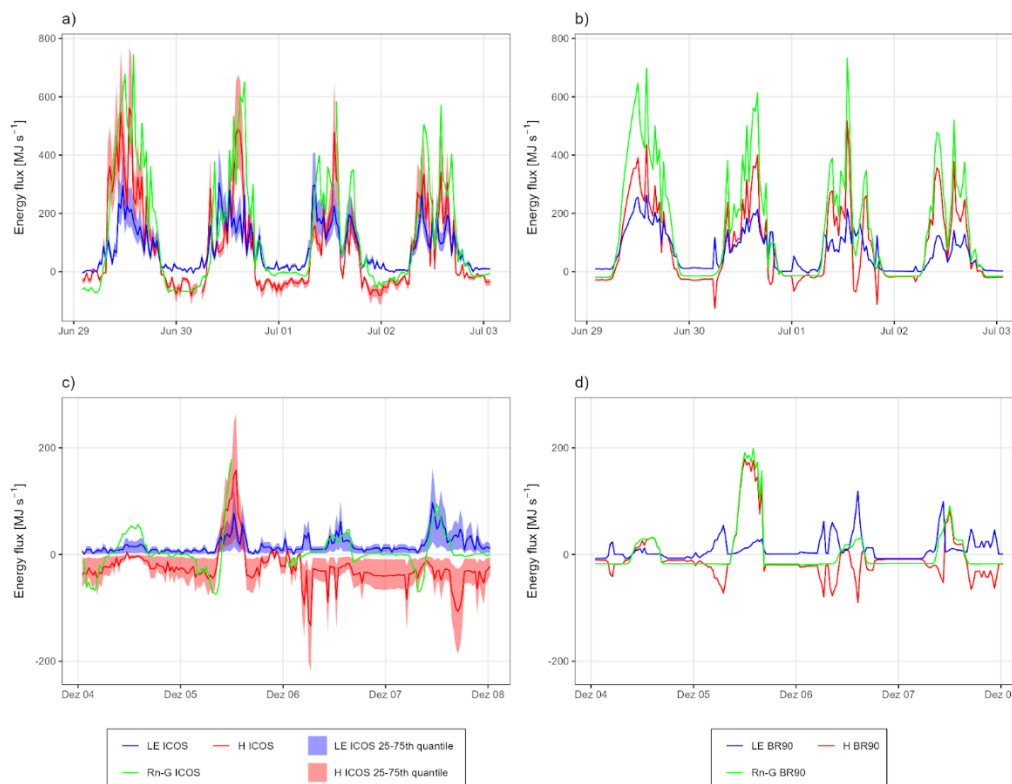 a)
Energy flux [MJ s⁻¹]
800
600
400
200
0
Jun 29
Jun 30
Jul 01
Jul 02
Jul 03
b)
Energy flux [MJ s⁻¹]
800
600
400
200
0
Jun 29
Jun 30
Jul 01
Jul 02
Jul 03
c)
Energy flux [MJ s⁻¹]
200
0
-200
Dez 04
Dez 05
Dez 06
Dez 07
Dez 08
d)
Energy flux [MJ s⁻¹]
200
0
-200
Dez 04
Dez 05
Dez 06
Dez 07
Dez 0
LE ICOS
H ICOS
LE ICOS 25-75th quantile
Rn-G ICOS
H ICOS 25-75th quantile
LE BR90
H BR90
Rn-G BR90